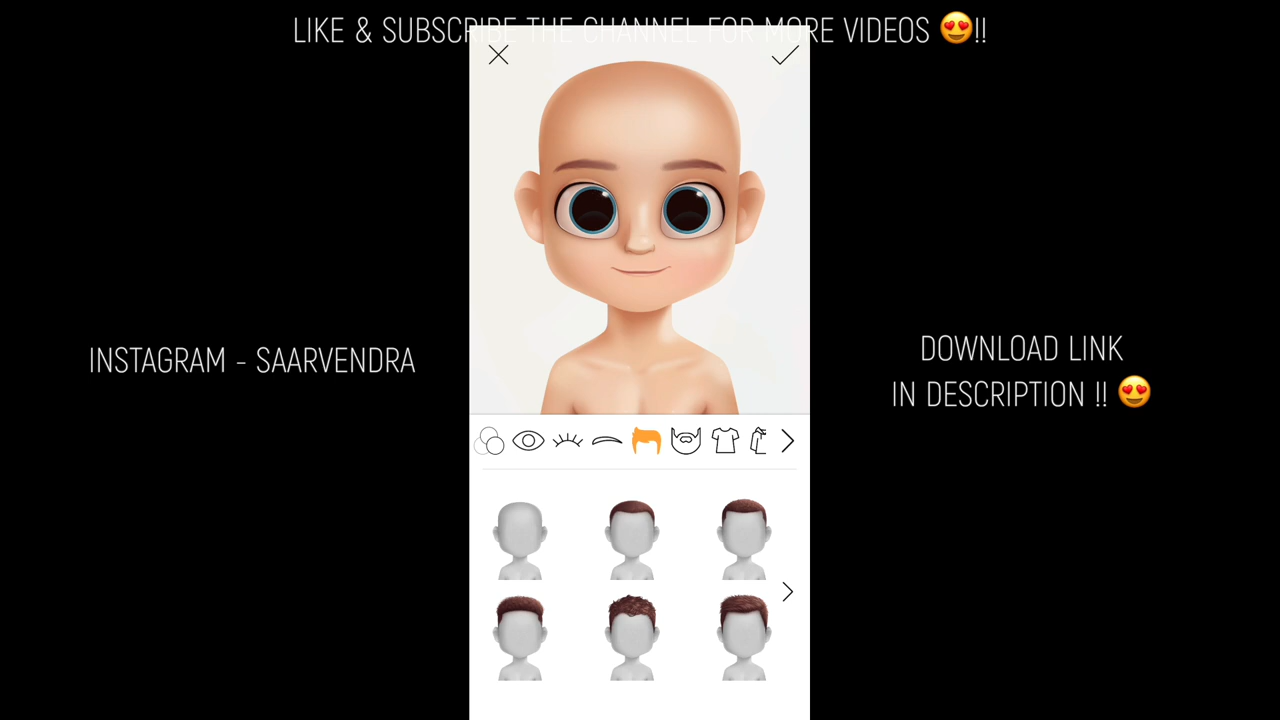 LIKE & SUBSCRIBE THE CHANNEL FOR MORE VIDEOS 😍!!
INSTAGRAM - SAARVENDRA
DOWNLOAD LINK
IN DESCRIPTION !! 😍